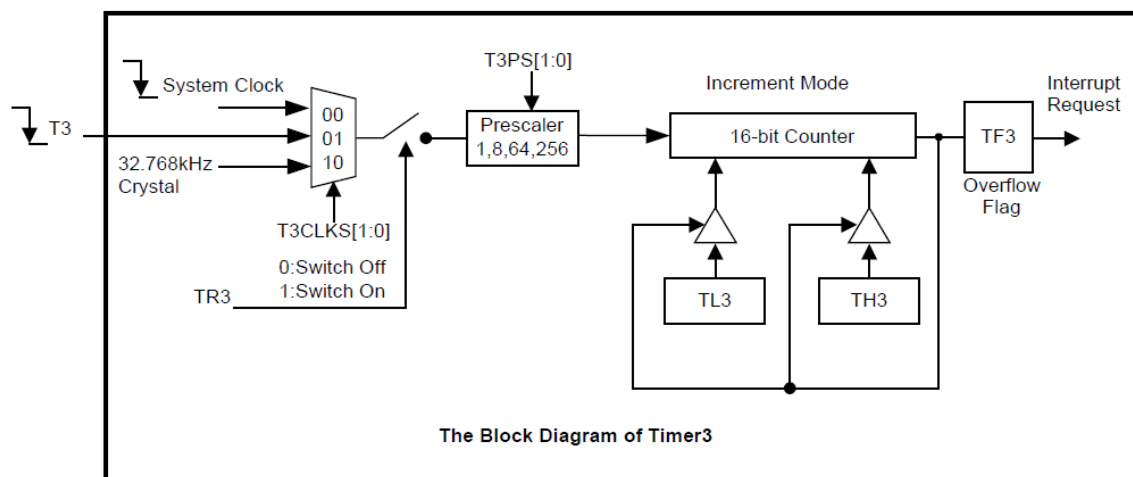 T3PS[1:0]
System Clock
Increment Mode
Interrupt
Request
T3
00
01
10
Prescaler
1,8,64,256
16-bit Counter
TF3
32.768kHz
Crystal
Overflow
Flag
T3CLKS[1:0]
0:Switch Off
1:Switch On
TR3
TL3
TH3
The Block Diagram of Timer3